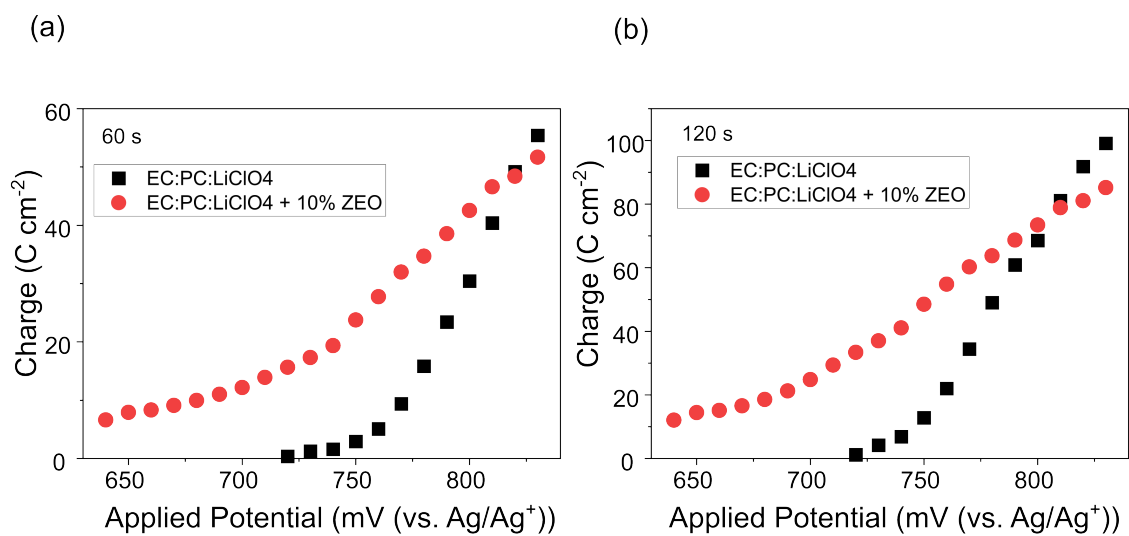 (a)
60 s
EC:PC:LiClO4
EC:PC:LiClO4 + 10% ZEO
Charge (C cm⁻²)
60
40
20
0
650
700
750
800
Applied Potential (mV (vs. Ag/Ag⁺))
(b)
120 s
EC:PC:LiClO4
EC:PC:LiClO4 + 10% ZEO
Charge (C cm⁻²)
100
80
60
40
20
0
650
700
750
800
Applied Potential (mV (vs. Ag/Ag⁺))